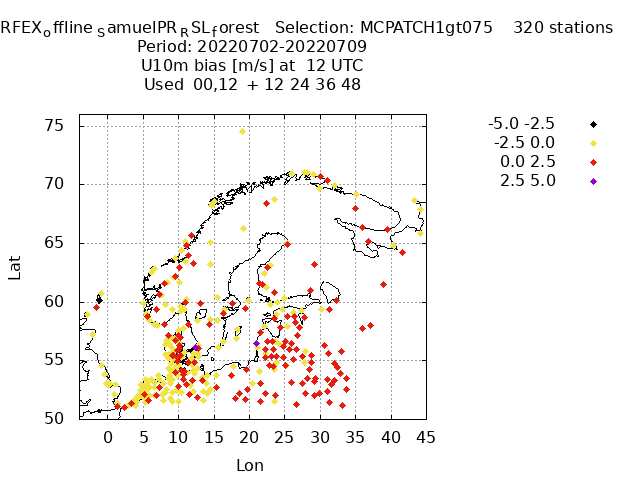 RFEXoffline SamuelPRRSLforest Selection: MCPATCH1gt075 320 stations
Period: 20220702-20220709
U10m bias [m/s] at 12 UTC
Used 00,12 + 12 24 36 48
-5.0 -2.5
-2.5 0.0
0.0 2.5
2.5 5.0
75
70
65
60
55
50
Lat
0 5 10 15 20 25 30 35 40 45
Lon